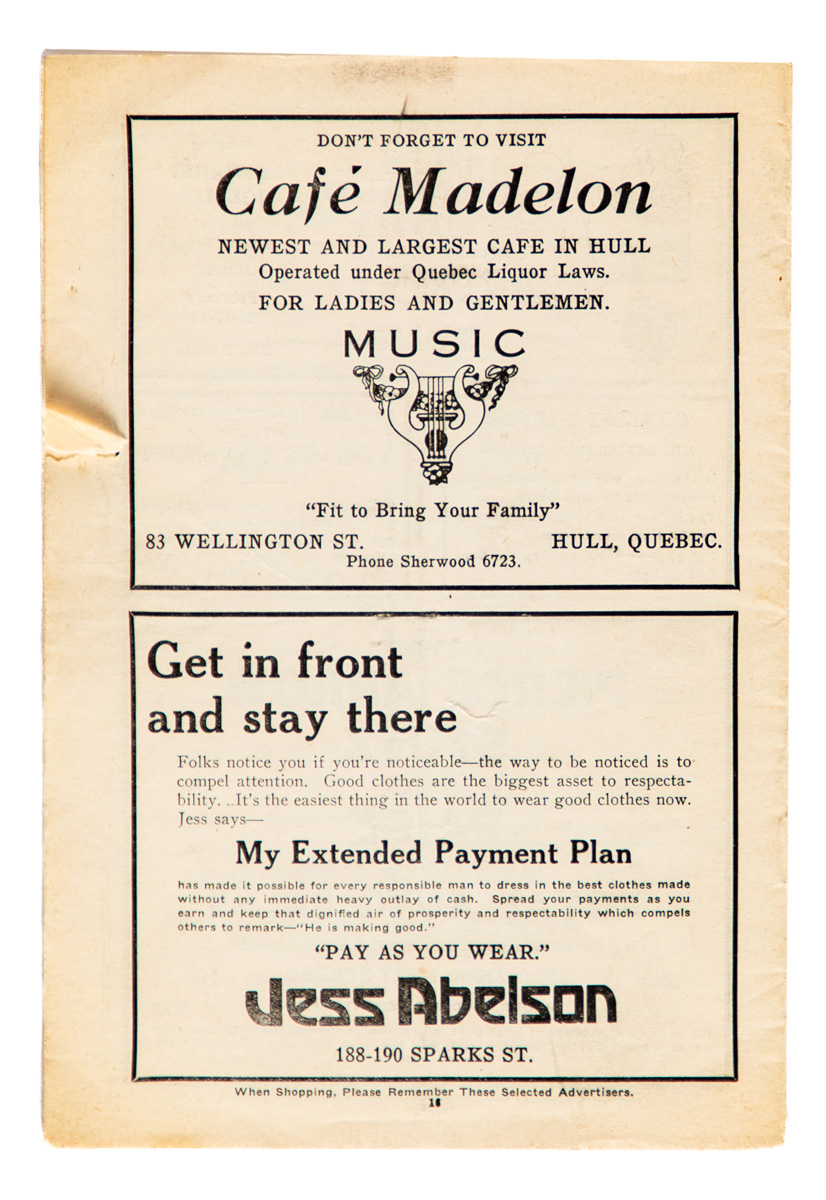 DON'T FORGET TO VISIT
Café Madelon
NEWEST AND LARGEST CAFE IN HULL
Operated under Quebec Liquor Laws.
FOR LADIES AND GENTLEMEN.
MUSIC
“Fit to Bring Your Family”
83 WELLINGTON ST. HULL, QUEBEC.
Phone Sherwood 6723.
Get in front
and stay there
Folks notice you if you're noticeable—the way to be noticed is to
compel attention. Good clothes are the biggest asset to respecta-
bility. ..It's the easiest thing in the world to wear good clothes now.
Jess says—
My Extended Payment Plan
has made it possible for every responsible man to dress in the best clothes made
without any immediate heavy outlay of cash. Spread your payments as you
earn and keep that dignified air of prosperity and respectability which compels
others to remark—“He is making good.”
“PAY AS YOU WEAR.”
Jess Abelson
188-190 SPARKS ST.
When Shopping, Please Remember These Selected Advertisers.
16